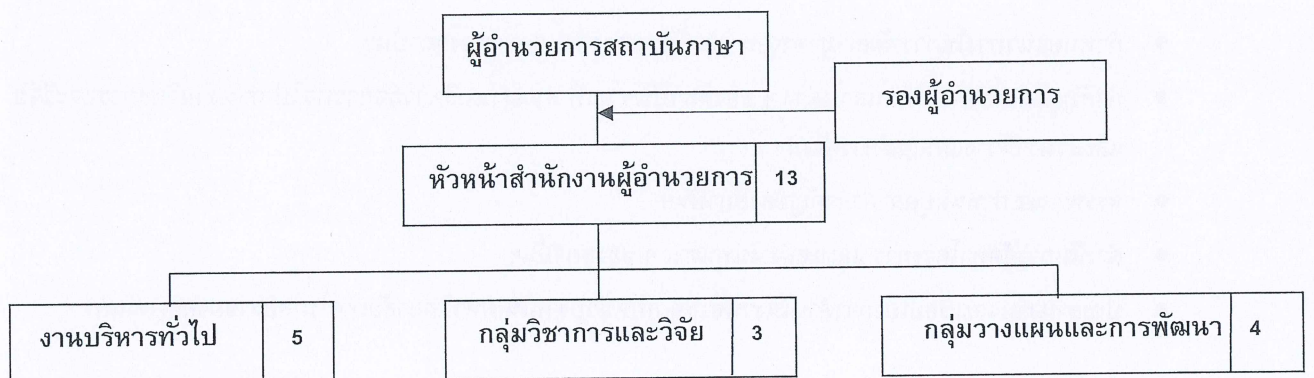 ผู้อำนวยการสถาบันภาษา
รองผู้อำนวยการ
หัวหน้าสำนักงานผู้อำนวยการ 13
งานบริหารทั่วไป 5
กลุ่มวิชาการและวิจัย 3
กลุ่มวางแผนและการพัฒนา 4